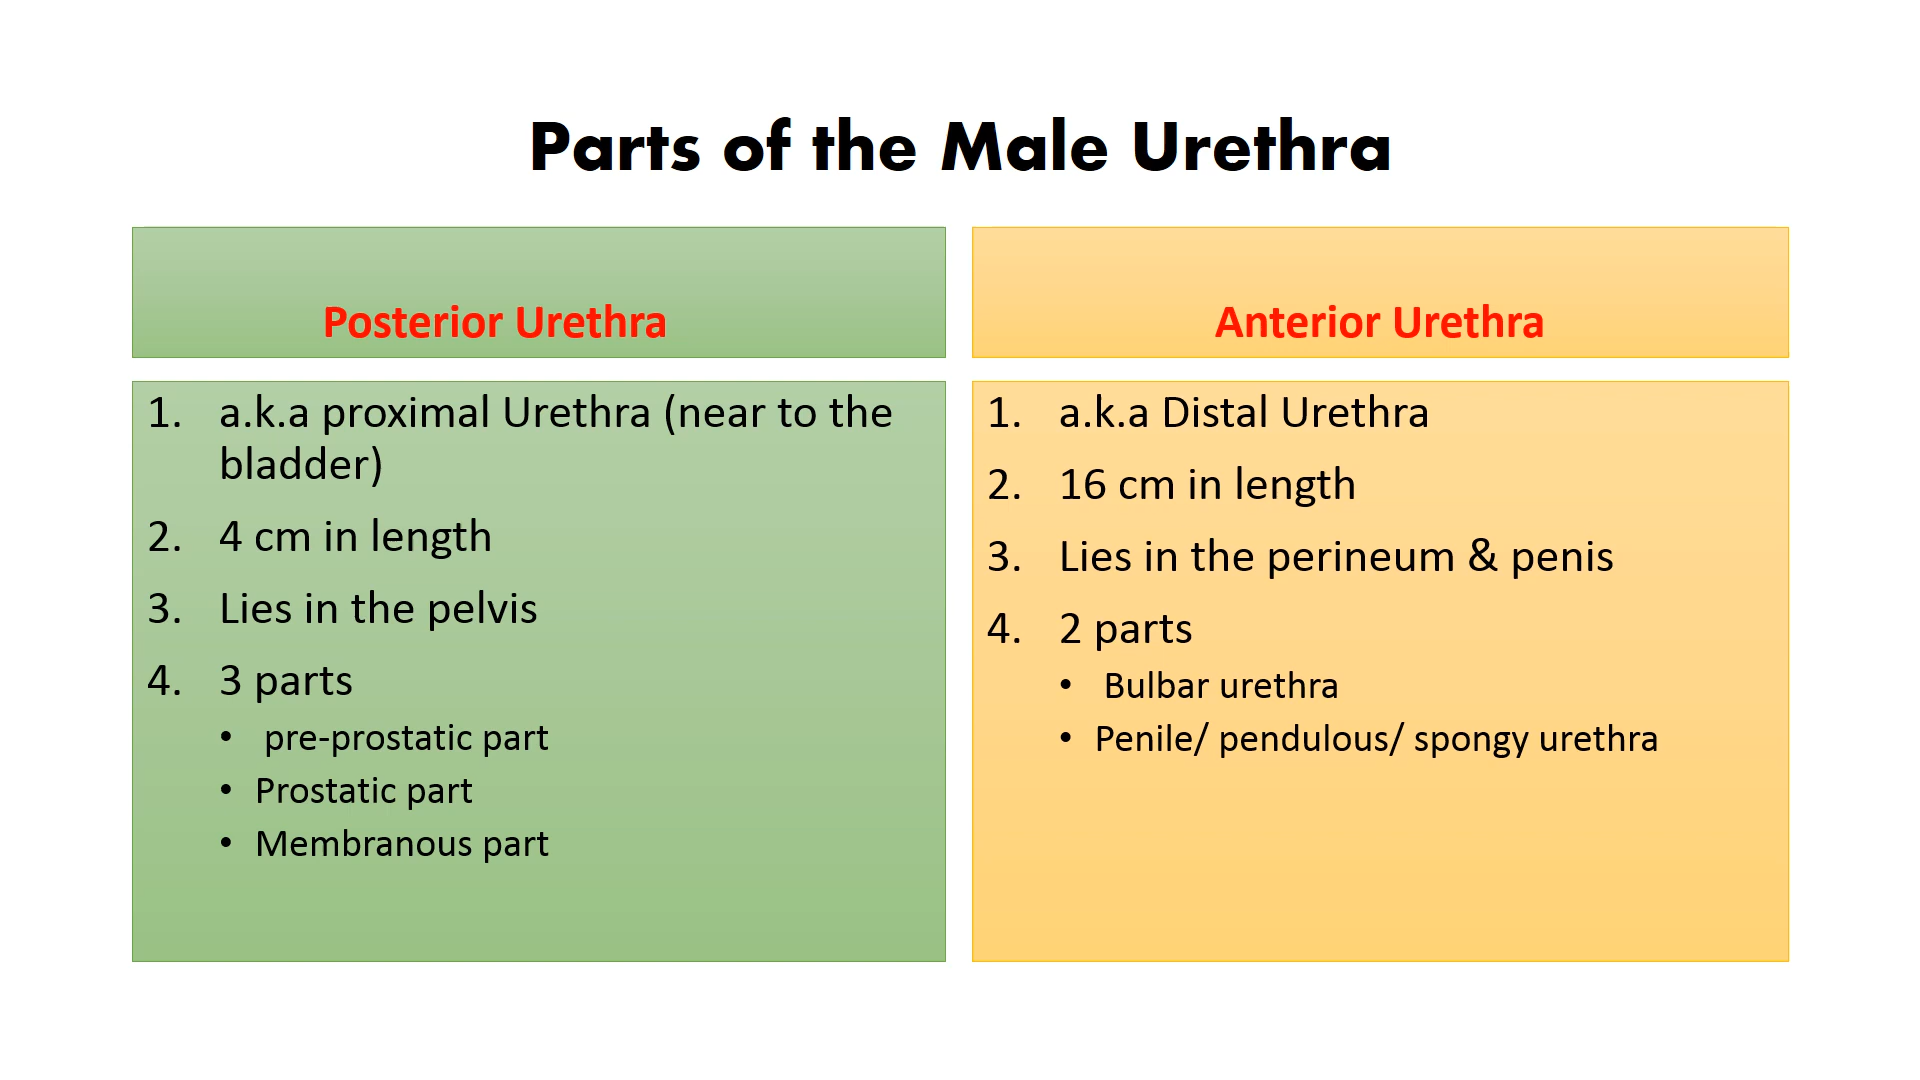 Parts of the Male Urethra
Posterior Urethra
1. a.k.a proximal Urethra (near to the
bladder)
2. 4 cm in length
3. Lies in the pelvis
4. 3 parts
• pre-prostatic part
• Prostatic part
• Membranous part
Anterior Urethra
1. a.k.a Distal Urethra
2. 16 cm in length
3. Lies in the perineum & penis
4. 2 parts
• Bulbar urethra
• Penile/ pendulous/ spongy urethra